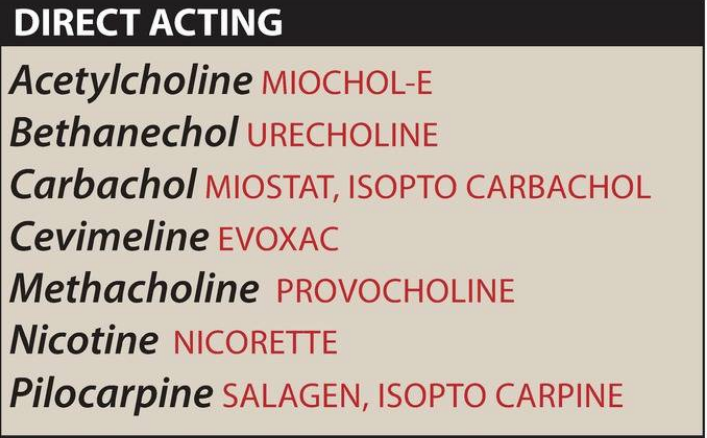 DIRECT ACTING
Acetylcholine MIOCHOL-E
Bethanechol URECHOLINE
Carbachol MIOSTAT, ISOPTO CARBACHOL
Cevimeline EVOXAC
Methacholine PROVOCHOLINE
Nicotine NICORETTE
Pilocarpine SALAGEN, ISOPTO CARPINE